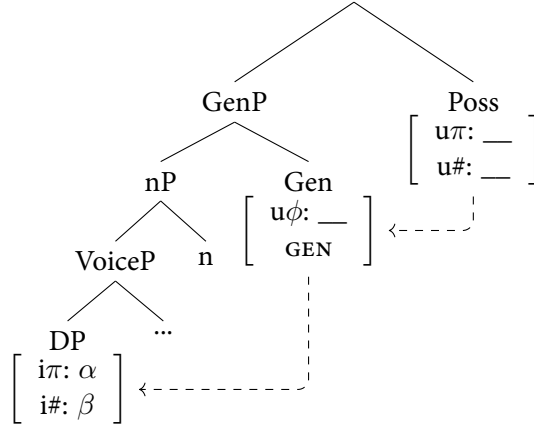 GenP Poss
uπ: __
u#: __
nP Gen
uϕ: __
GEN
VoiceP n
DP ...
iπ: α
i#: β